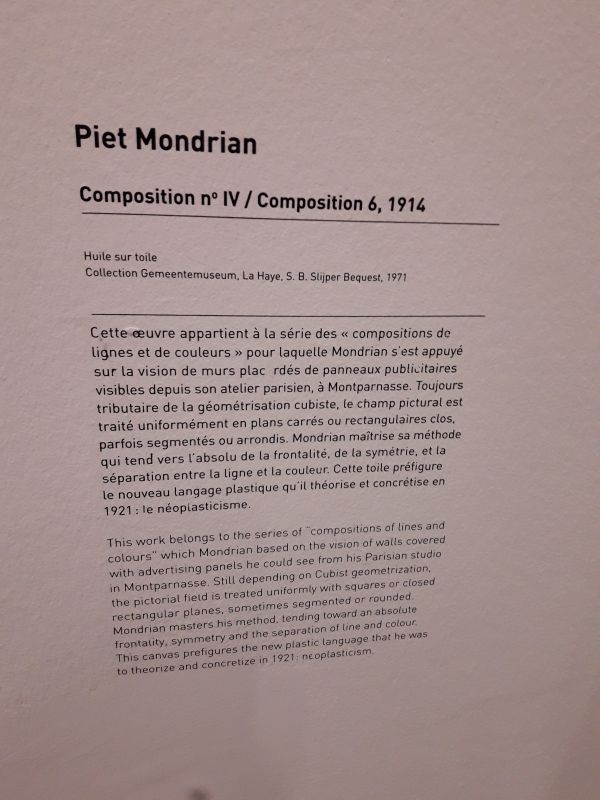 Piet Mondrian
Composition nº IV / Composition 6, 1914
Huile sur toile
Collection Gemeentemuseum, La Haye, S. B. Slijper Bequest, 1971
Cette œuvre appartient à la série des « compositions de
lignes et de couleurs » pour laquelle Mondrian s'est appuyé
sur la vision de murs plac rdés de panneaux publicitaires
visibles depuis son atelier parisien, à Montparnasse. Toujours
tributaire de la géométrisation cubiste, le champ pictural est
traité uniformément en plans carrés ou rectangulaires clos,
parfois segmentés ou arrondis. Mondrian maîtrise sa méthode
qui tend vers l'absolu de la frontalité, de la symétrie, et la
séparation entre la ligne et la couleur. Cette toile préfigure
le nouveau langage plastique qu'il théorise et concrétise en
1921 : le néoplasticisme.
This work belongs to the series of "compositions of lines and
colours" which Mondrian based on the vision of walls covered
with advertising panels he could see from his Parisian studio
in Montparnasse. Still depending on Cubist geometrization,
the pictorial field is treated uniformly with squares or closed
rectangular planes, sometimes segmented or rounded.
Mondrian masters his method, tending toward an absolute
frontality, symmetry and the separation of line and colour.
This canvas prefigures the new plastic language that he was
to theorize and concretize in 1921: neoplasticism.